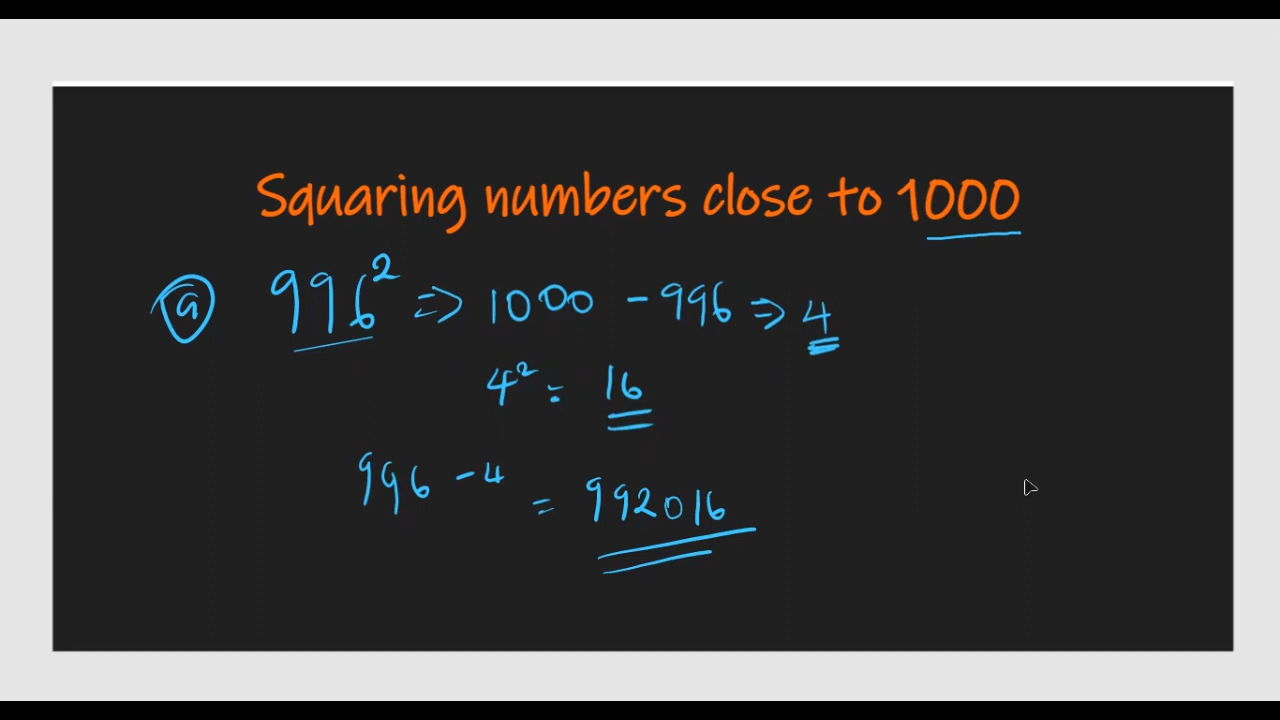 Squaring numbers close to 1000
a 996² => 1000 - 996 => 4
4² = 16
996 - 4 = 992016